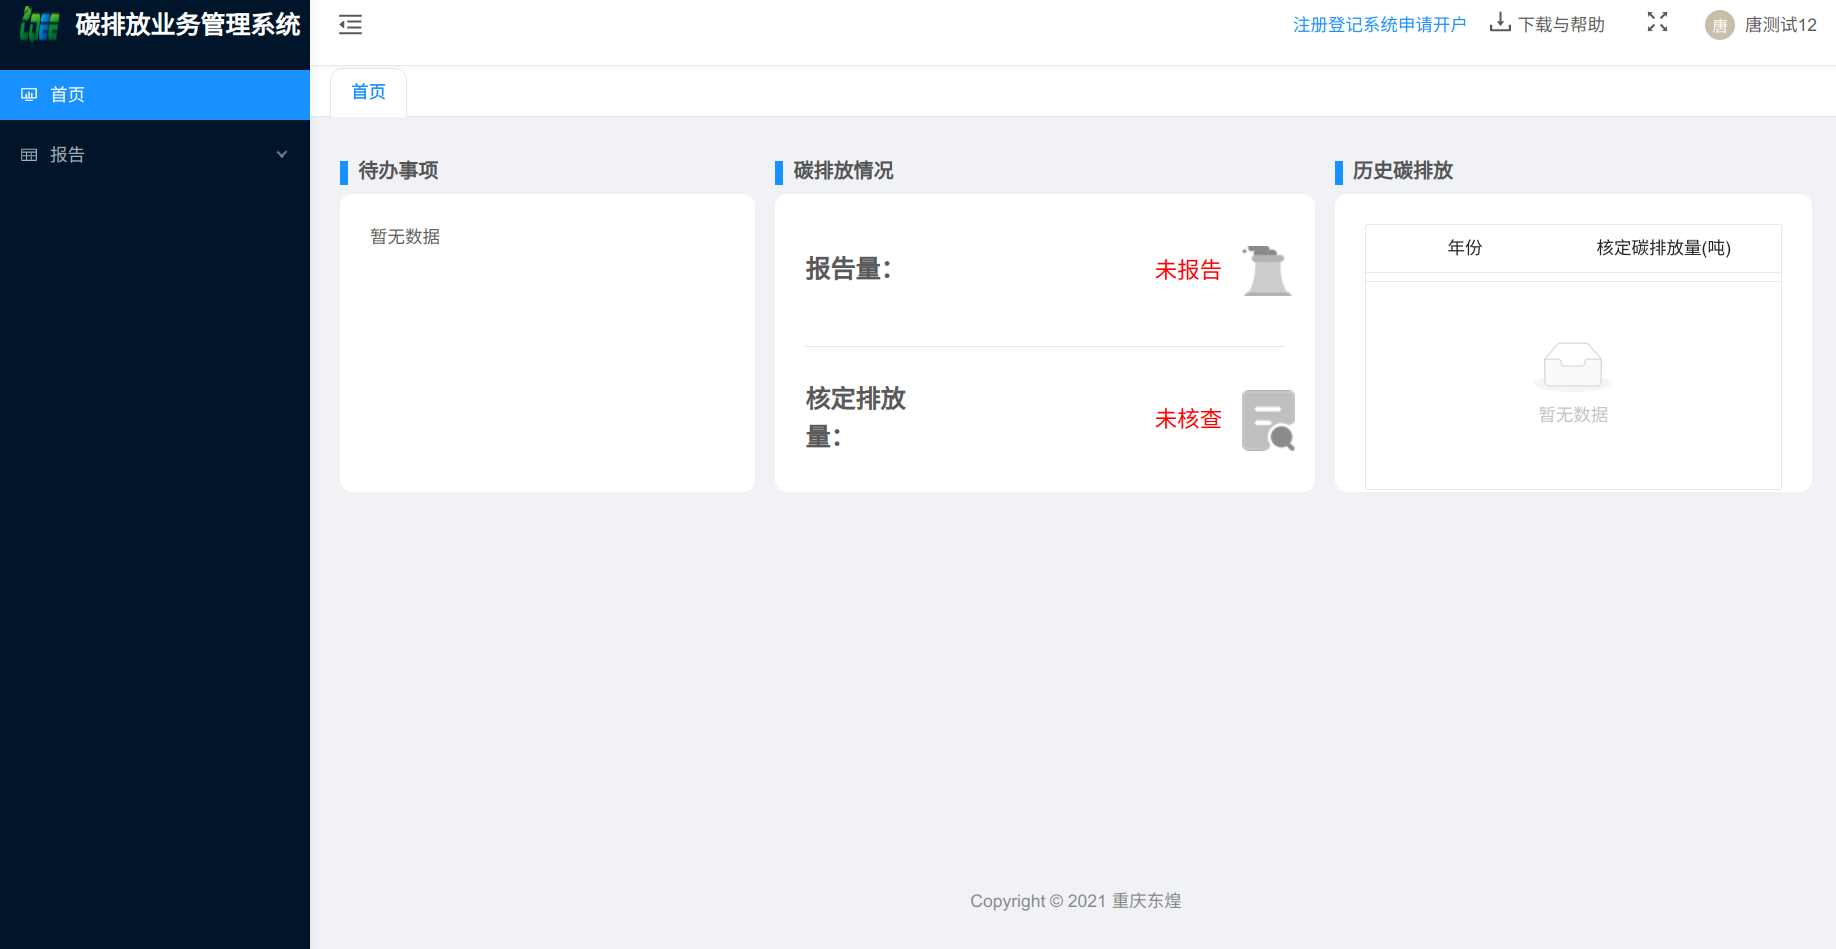 碳排放业务管理系统
注册登记系统申请开户
下载与帮助
唐
唐测试12
首页
报告
首页
待办事项
暂无数据
碳排放情况
报告量：
未报告
核定排放
量：
未核查
历史碳排放
年份
核定碳排放量(吨)
暂无数据
Copyright © 2021 重庆东煌